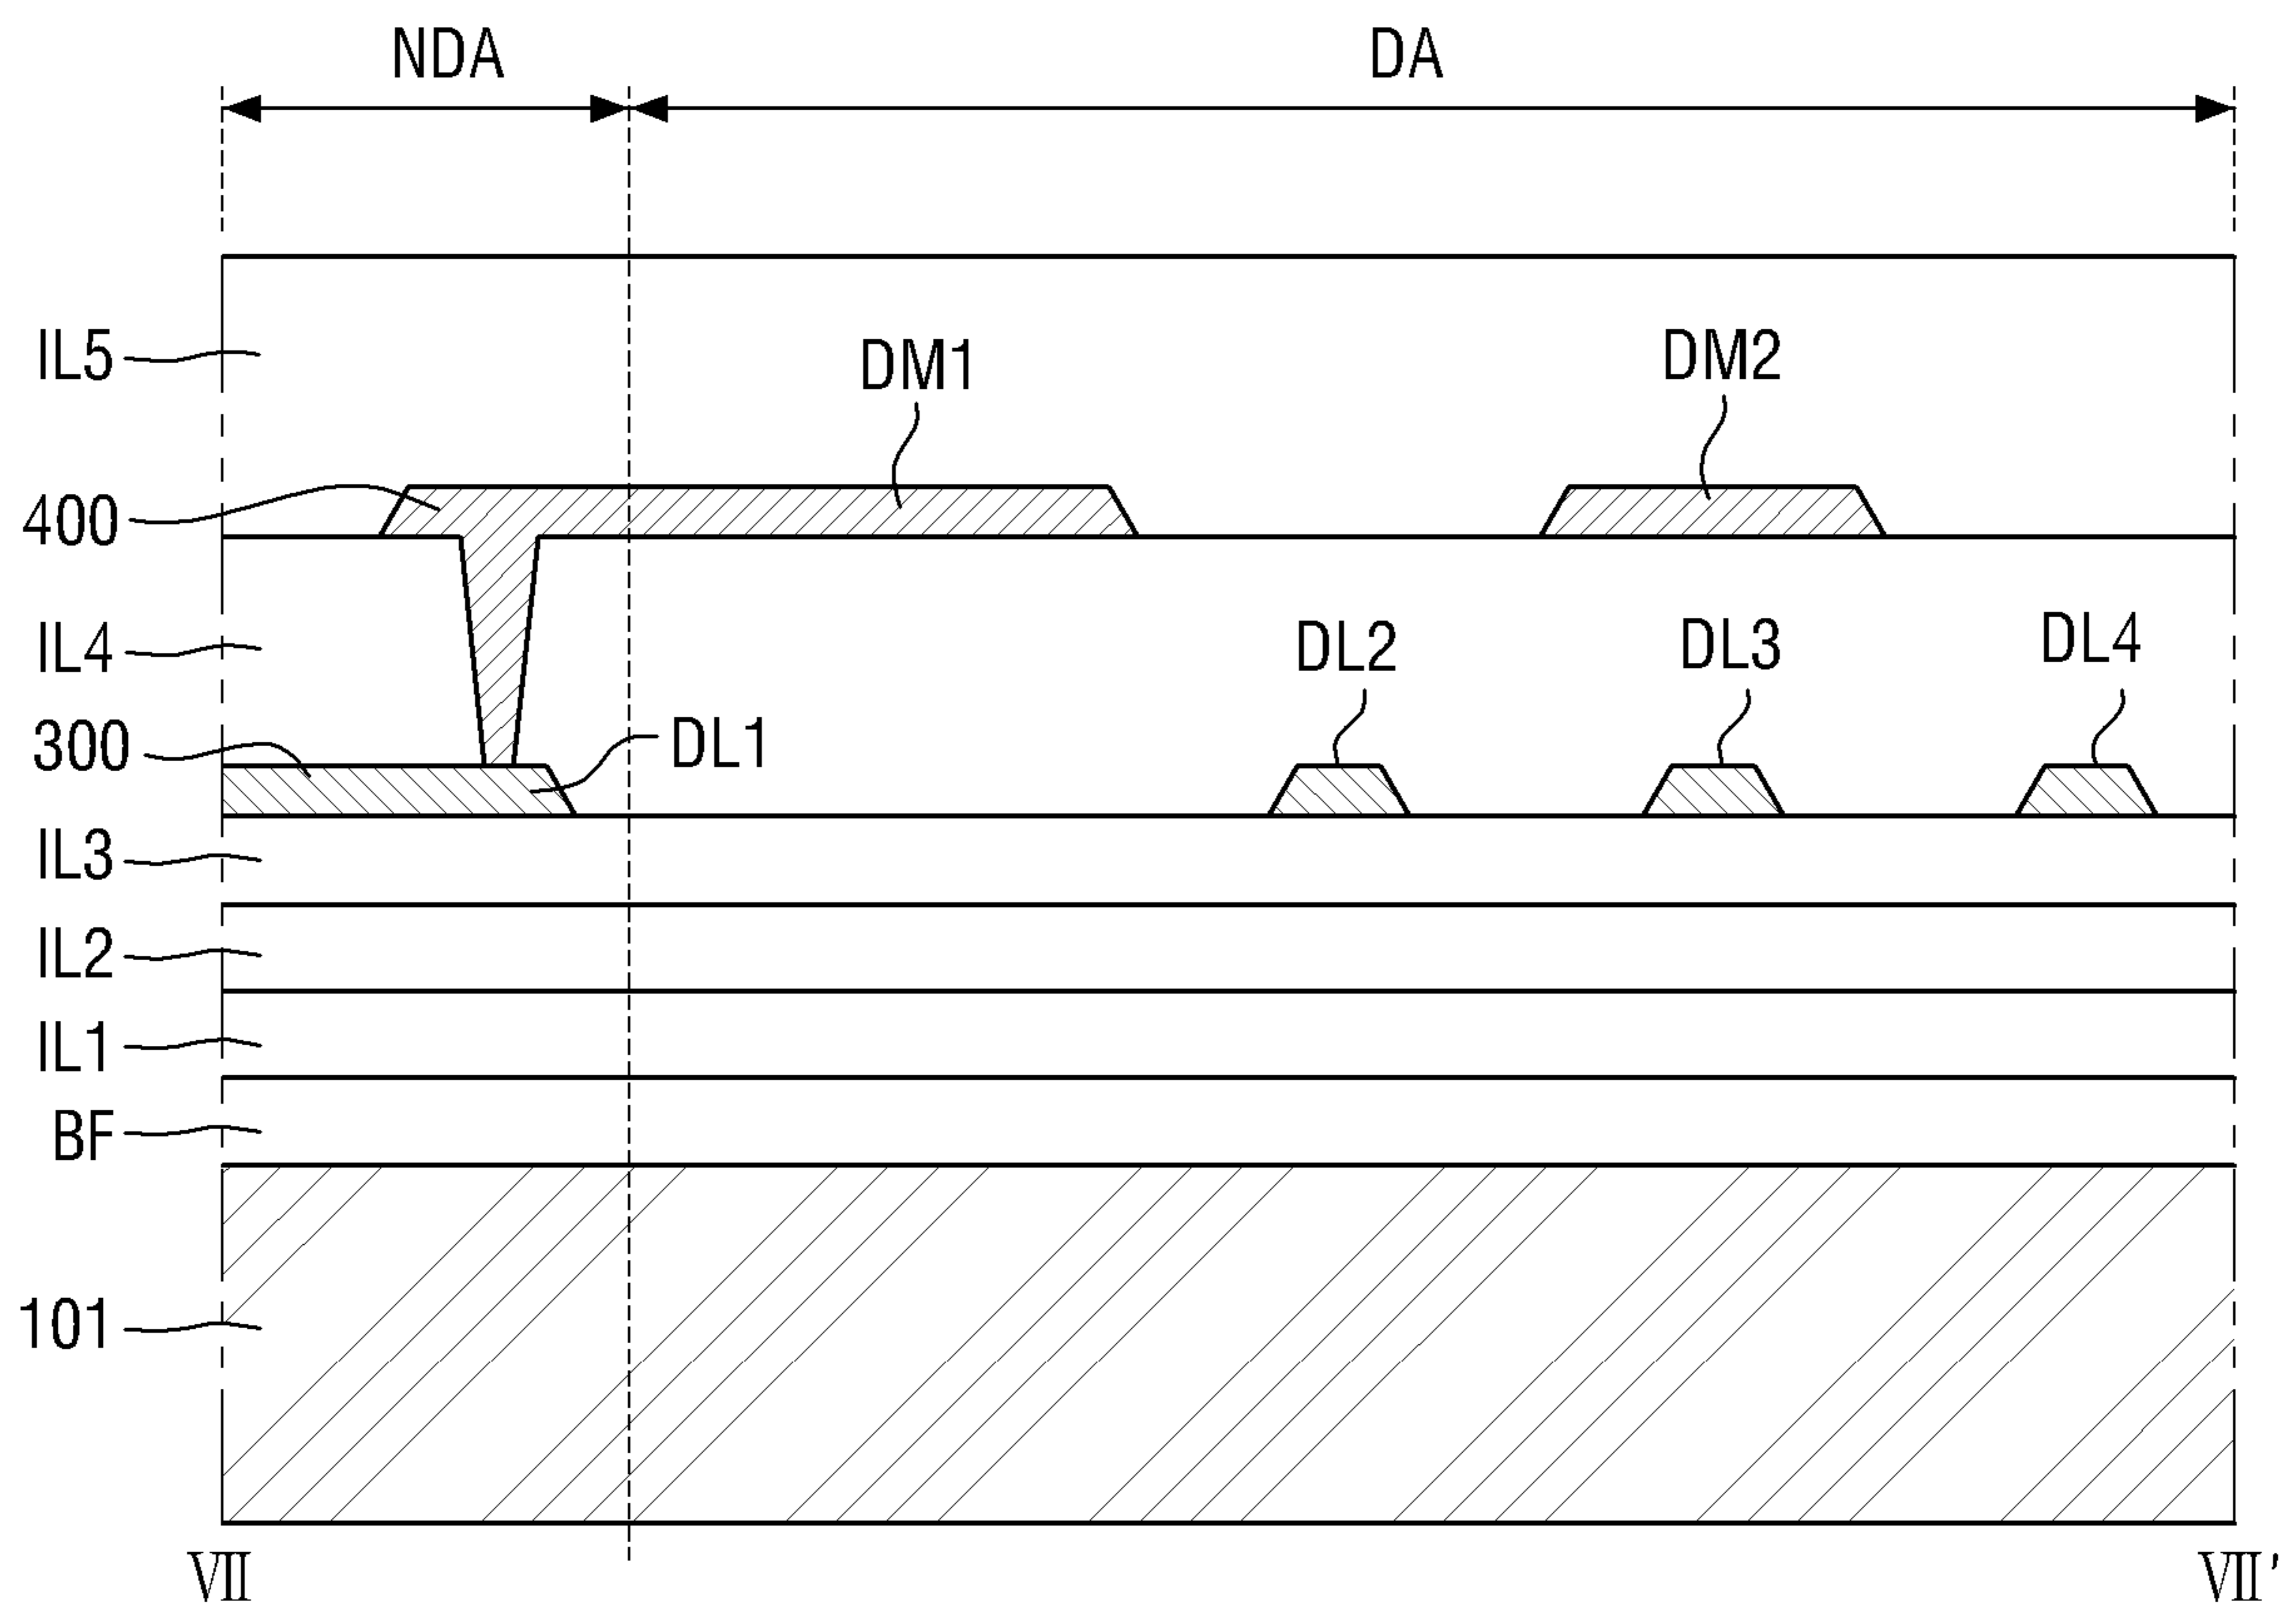 NDA DA
IL5 DM1 DM2
400
IL4 DL2 DL3 DL4
300 DL1
IL3
IL2
IL1
BF
101
VII VII'